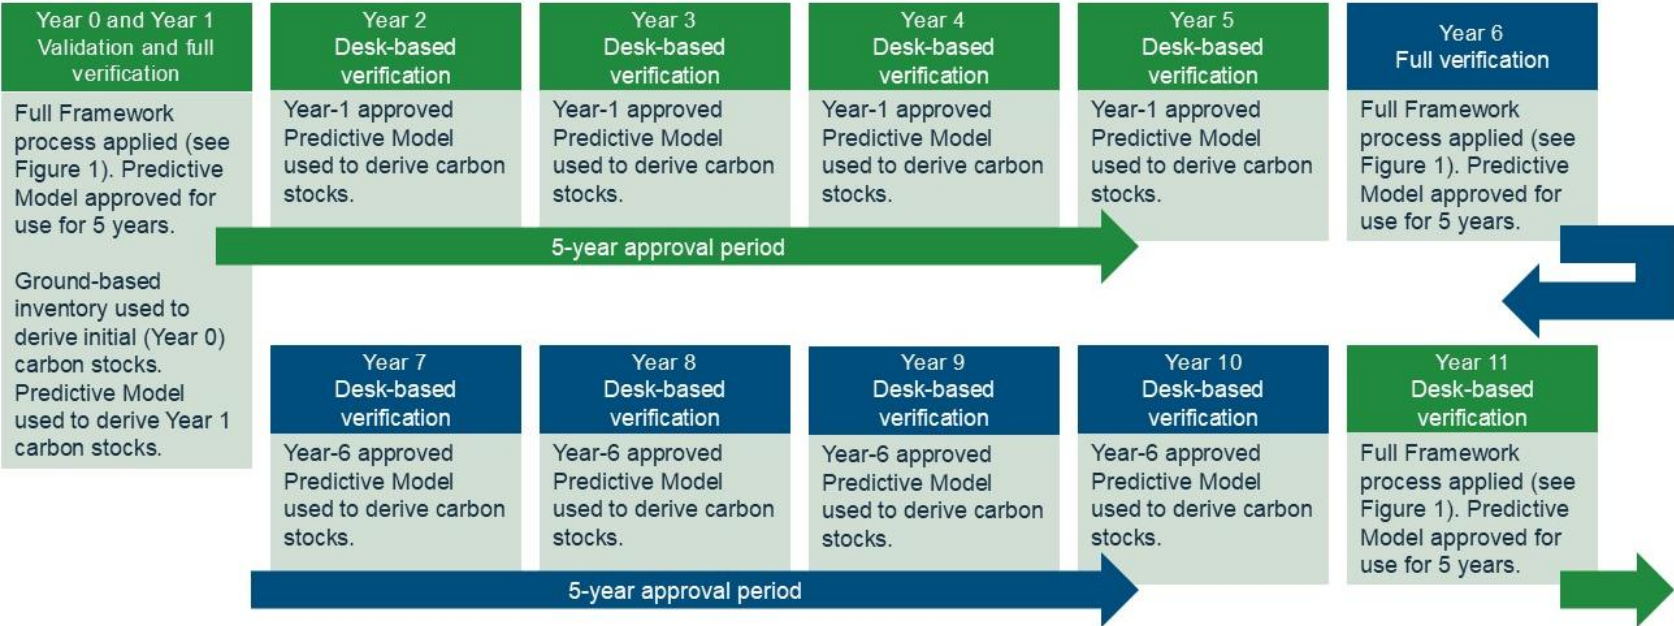 Year 0 and Year 1
Validation and full
verification
Full Framework
process applied (see
Figure 1). Predictive
Model approved for
use for 5 years.
Ground-based
inventory used to
derive initial (Year 0)
carbon stocks.
Predictive Model
used to derive Year 1
carbon stocks.
Year 2
Desk-based
verification
Year-1 approved
Predictive Model
used to derive carbon
stocks.
Year 3
Desk-based
verification
Year-1 approved
Predictive Model
used to derive carbon
stocks.
Year 4
Desk-based
verification
Year-1 approved
Predictive Model
used to derive carbon
stocks.
Year 5
Desk-based
verification
Year-1 approved
Predictive Model
used to derive carbon
stocks.
Year 6
Full verification
Full Framework
process applied (see
Figure 1). Predictive
Model approved for
use for 5 years.
5-year approval period
Year 7
Desk-based
verification
Year-6 approved
Predictive Model
used to derive carbon
stocks.
Year 8
Desk-based
verification
Year-6 approved
Predictive Model
used to derive carbon
stocks.
Year 9
Desk-based
verification
Year-6 approved
Predictive Model
used to derive carbon
stocks.
Year 10
Desk-based
verification
Year-6 approved
Predictive Model
used to derive carbon
stocks.
Year 11
Desk-based
verification
Full Framework
process applied (see
Figure 1). Predictive
Model approved for
use for 5 years.
5-year approval period